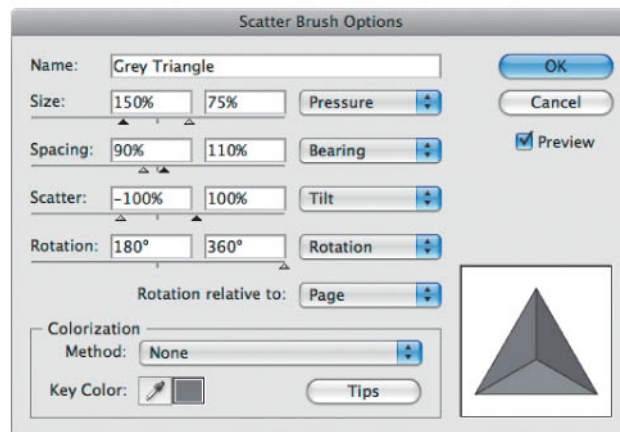 Scatter Brush Options
Name: Grey Triangle OK
Size: 150% 75% Pressure Cancel
Preview
Spacing: 90% 110% Bearing
Scatter: -100% 100% Tilt
Rotation: 180° 360° Rotation
Rotation relative to: Page
Colorization
Method: None
Key Color: Tips